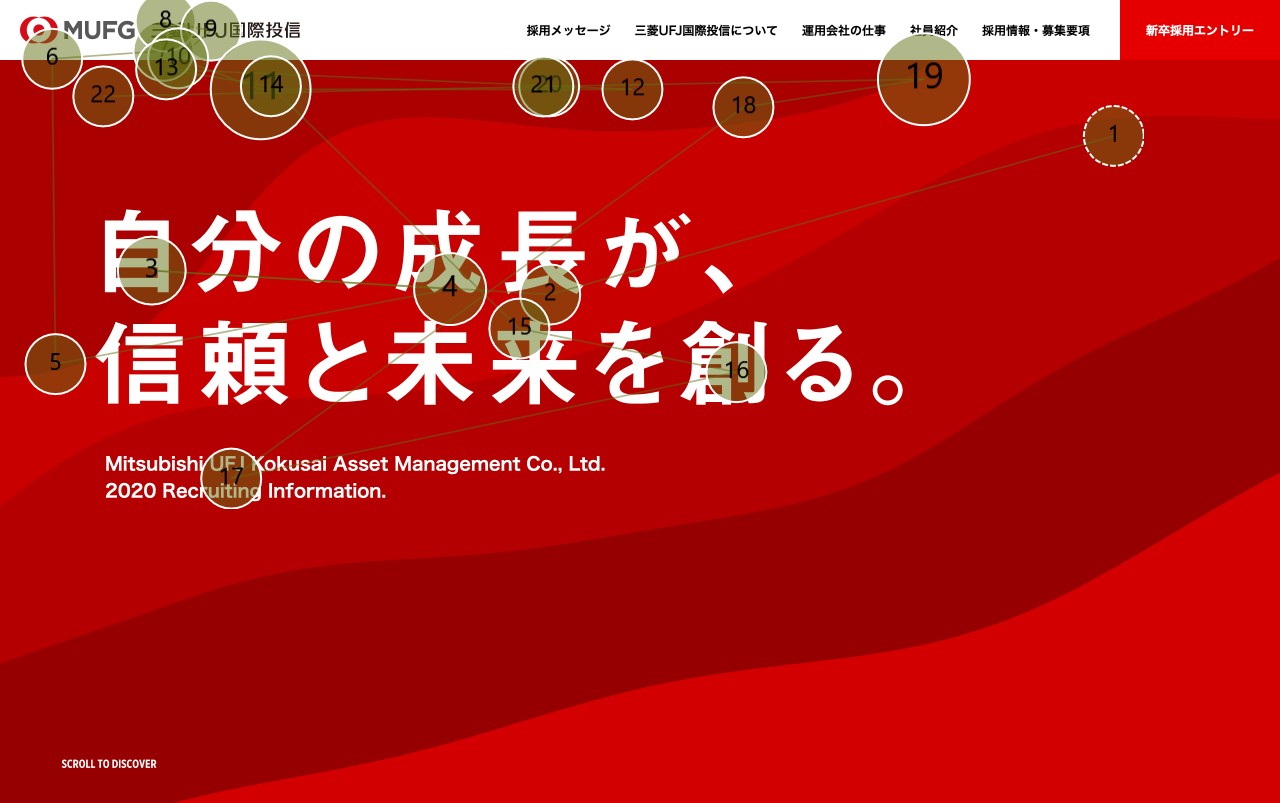 MUFG 三菱UFJ国際投信
採用メッセージ 三菱UFJ国際投信について 運用会社の仕事 社員紹介 採用情報・募集要項 新卒採用エントリー
8 9
6 7 10
13 14 11 21 20 12 19
22 18
1
自分の成長が、
3 4 2
15
信頼と未来を創る。
5 16
Mitsubishi UFJ Kokusai Asset Management Co., Ltd.
17
2020 Recruiting Information.
SCROLL TO DISCOVER